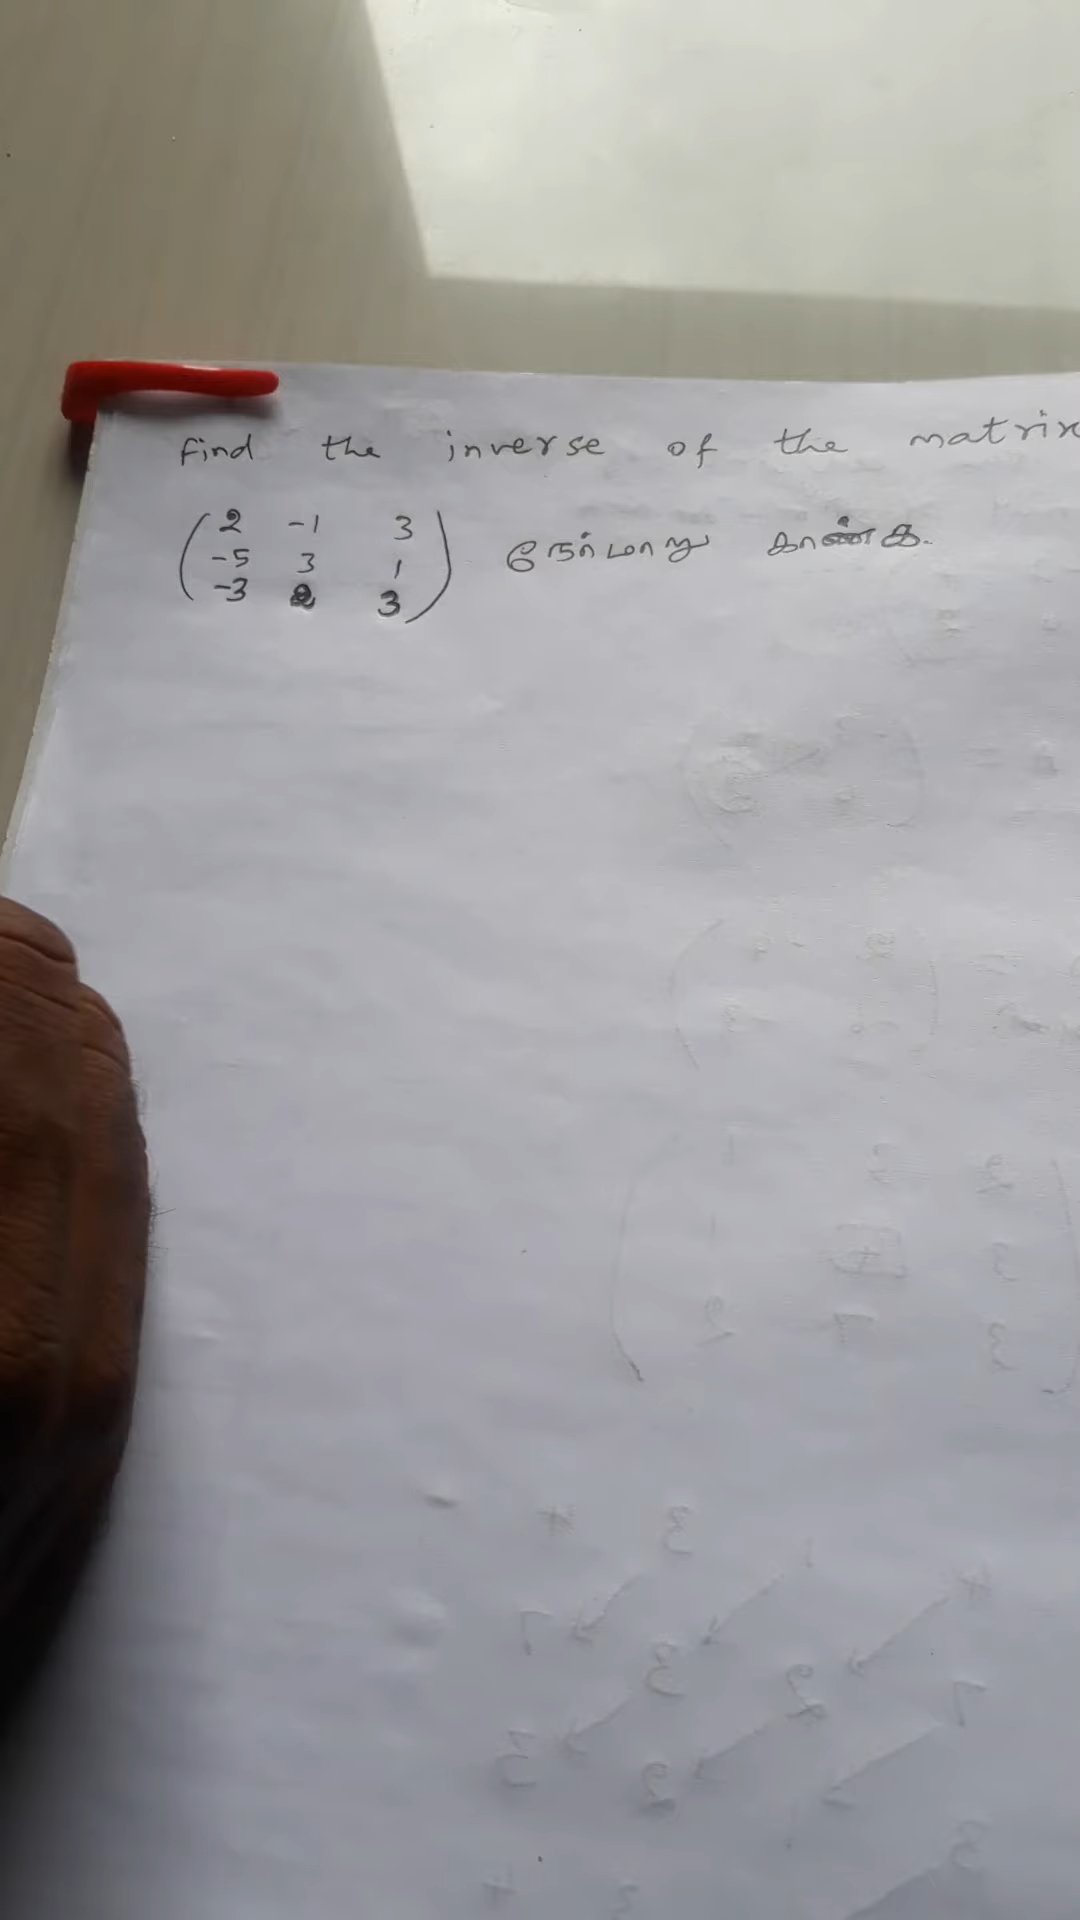 Find the inverse of the matrix
2 -1 3
-5 3 1 நேர்மாறு காண்க.
-3 2 3